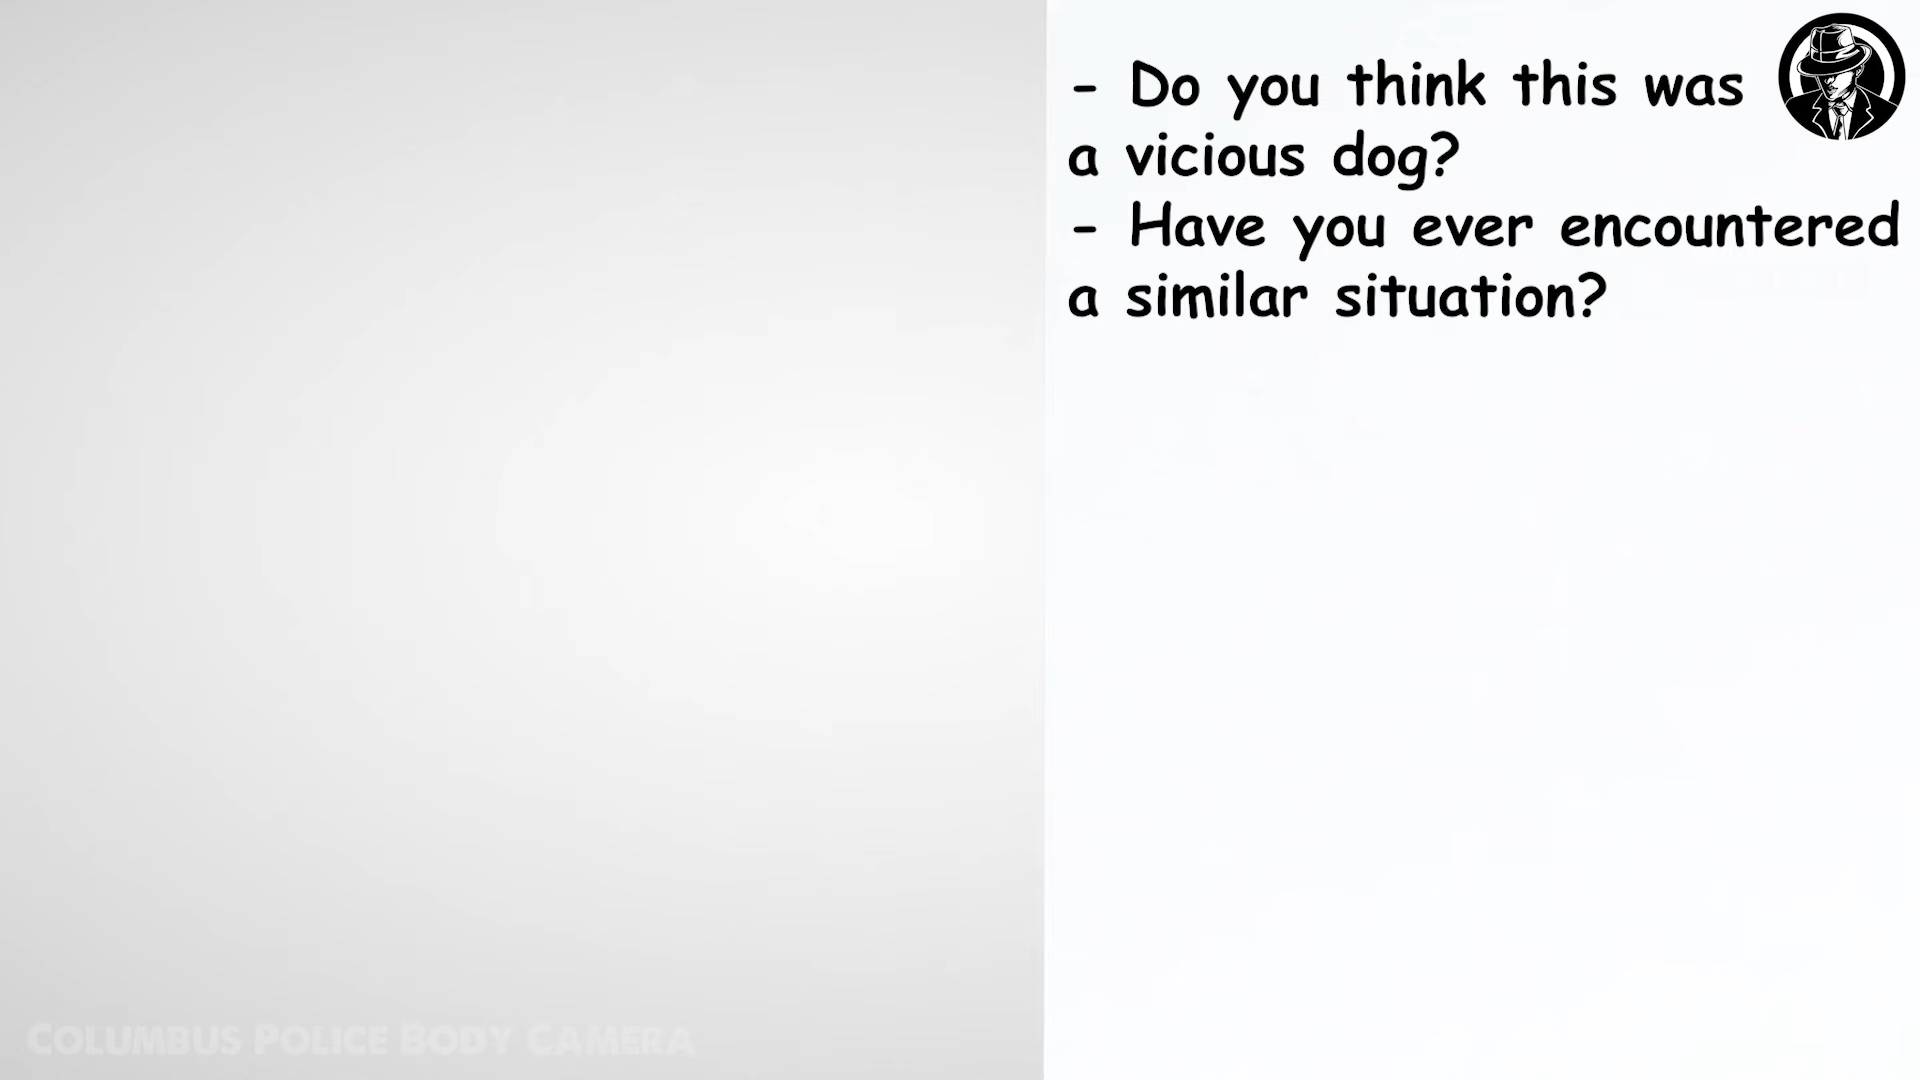 - Do you think this was
a vicious dog?
- Have you ever encountered
a similar situation?
COLUMBUS POLICE BODY CAMERA